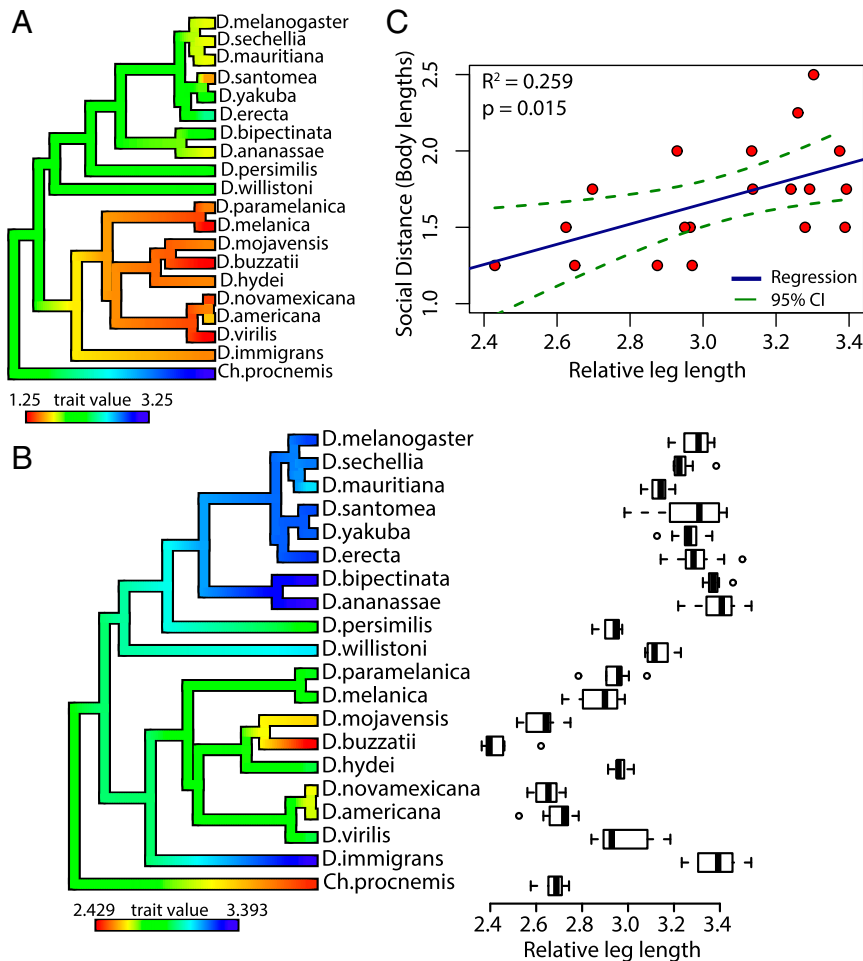 A
D.melanogaster
D.sechellia
D.mauritiana
D.santomea
D.yakuba
D.erecta
D.bipectinata
D.ananassae
D.persimilis
D.willistoni
D.paramelanica
D.melanica
D.mojavensis
D.buzzatii
D.hydei
D.novamexicana
D.americana
D.virilis
D.immigrans
Ch.procnemis
1.25 trait value 3.25
C
Social Distance (Body lengths)
2.5
2.0
1.5
1.0
R² = 0.259
p = 0.015
Regression
95% CI
2.4 2.6 2.8 3.0 3.2 3.4
Relative leg length
B
D.melanogaster
D.sechellia
D.mauritiana
D.santomea
D.yakuba
D.erecta
D.bipectinata
D.ananassae
D.persimilis
D.willistoni
D.paramelanica
D.melanica
D.mojavensis
D.buzzatii
D.hydei
D.novamexicana
D.americana
D.virilis
D.immigrans
Ch.procnemis
2.429 trait value 3.393
2.4 2.6 2.8 3.0 3.2 3.4
Relative leg length